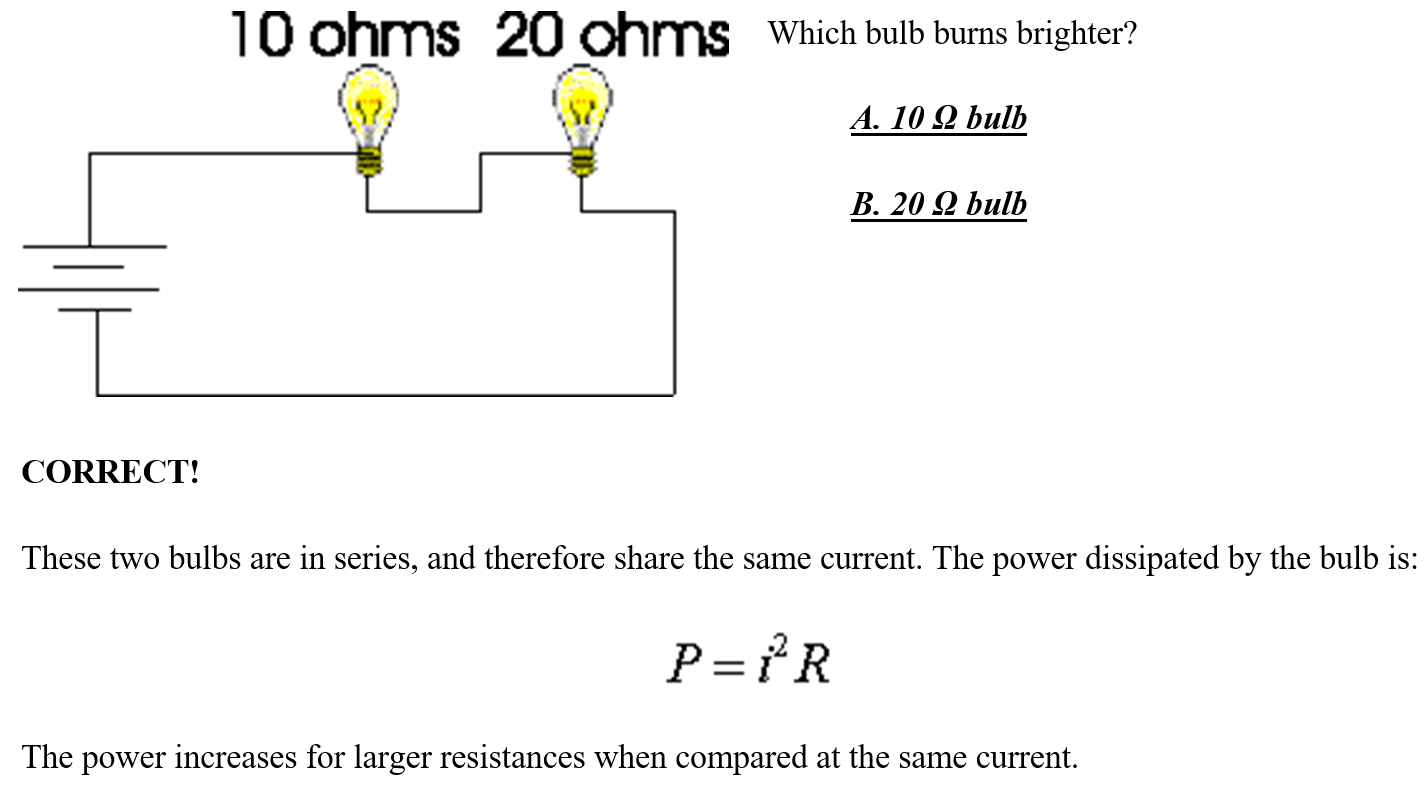 10 ohms 20 ohms Which bulb burns brighter?
A. 10 Ω bulb
B. 20 Ω bulb
CORRECT!
These two bulbs are in series, and therefore share the same current. The power dissipated by the bulb is:
P = i² R
The power increases for larger resistances when compared at the same current.